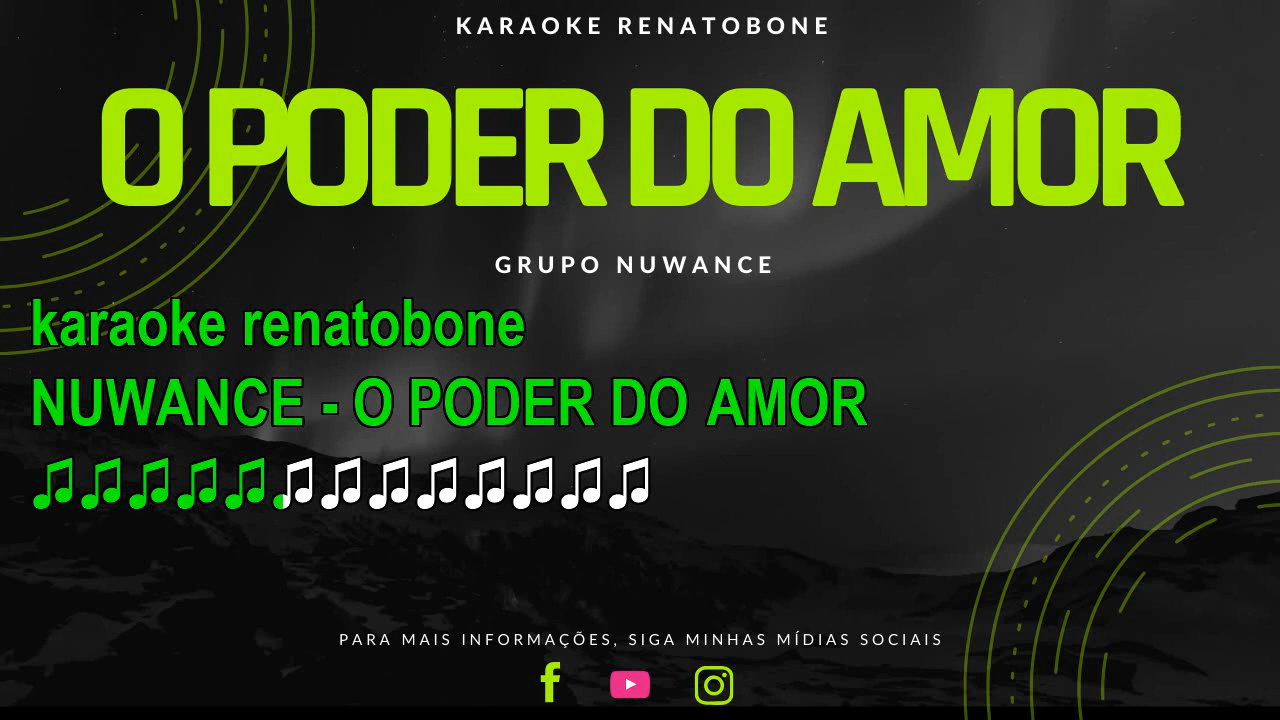 KARAOKE RENATOBONE
O PODER DO AMOR
GRUPO NUWANCE
karaoke renatobone
NUWANCE - O PODER DO AMOR
♫♫♫♫♫♫♫♫♫♫♫♫♫
PARA MAIS INFORMAÇÕES, SIGA MINHAS MÍDIAS SOCIAIS